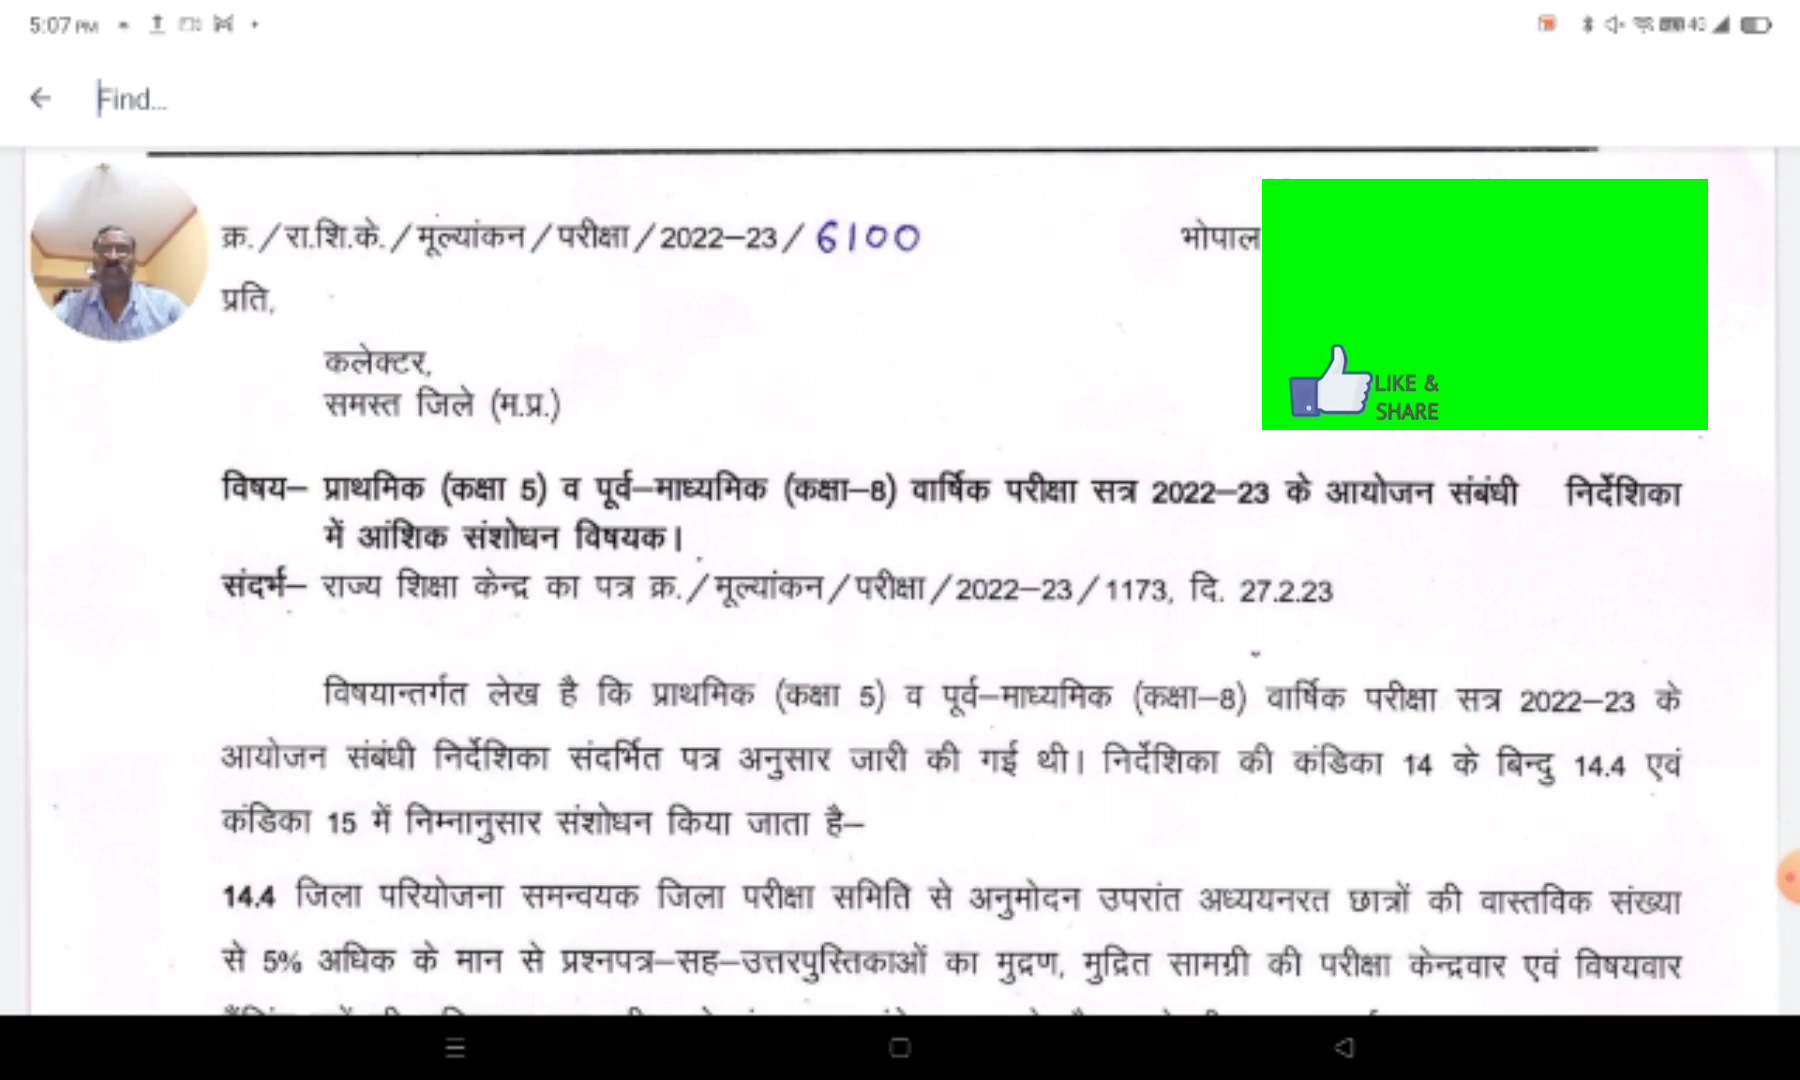 5:07 PM
4G
Find...
क्र./रा.शि.के./मूल्यांकन/परीक्षा/2022–23/ 6100 भोपाल
प्रति,
कलेक्टर,
समस्त जिले (म.प्र.)
LIKE &
SHARE
विषय– प्राथमिक (कक्षा 5) व पूर्व–माध्यमिक (कक्षा–8) वार्षिक परीक्षा सत्र 2022–23 के आयोजन संबंधी निर्देशिका
में आंशिक संशोधन विषयक।
संदर्भ– राज्य शिक्षा केन्द्र का पत्र क्र./मूल्यांकन/परीक्षा/2022–23/1173, दि. 27.2.23
विषयान्तर्गत लेख है कि प्राथमिक (कक्षा 5) व पूर्व–माध्यमिक (कक्षा–8) वार्षिक परीक्षा सत्र 2022–23 के
आयोजन संबंधी निर्देशिका संदर्भित पत्र अनुसार जारी की गई थी। निर्देशिका की कंडिका 14 के बिन्दु 14.4 एवं
कंडिका 15 में निम्नानुसार संशोधन किया जाता है–
14.4 जिला परियोजना समन्वयक जिला परीक्षा समिति से अनुमोदन उपरांत अध्ययनरत छात्रों की वास्तविक संख्या
से 5% अधिक के मान से प्रश्नपत्र–सह–उत्तरपुस्तिकाओं का मुद्रण, मुद्रित सामग्री की परीक्षा केन्द्रवार एवं विषयवार